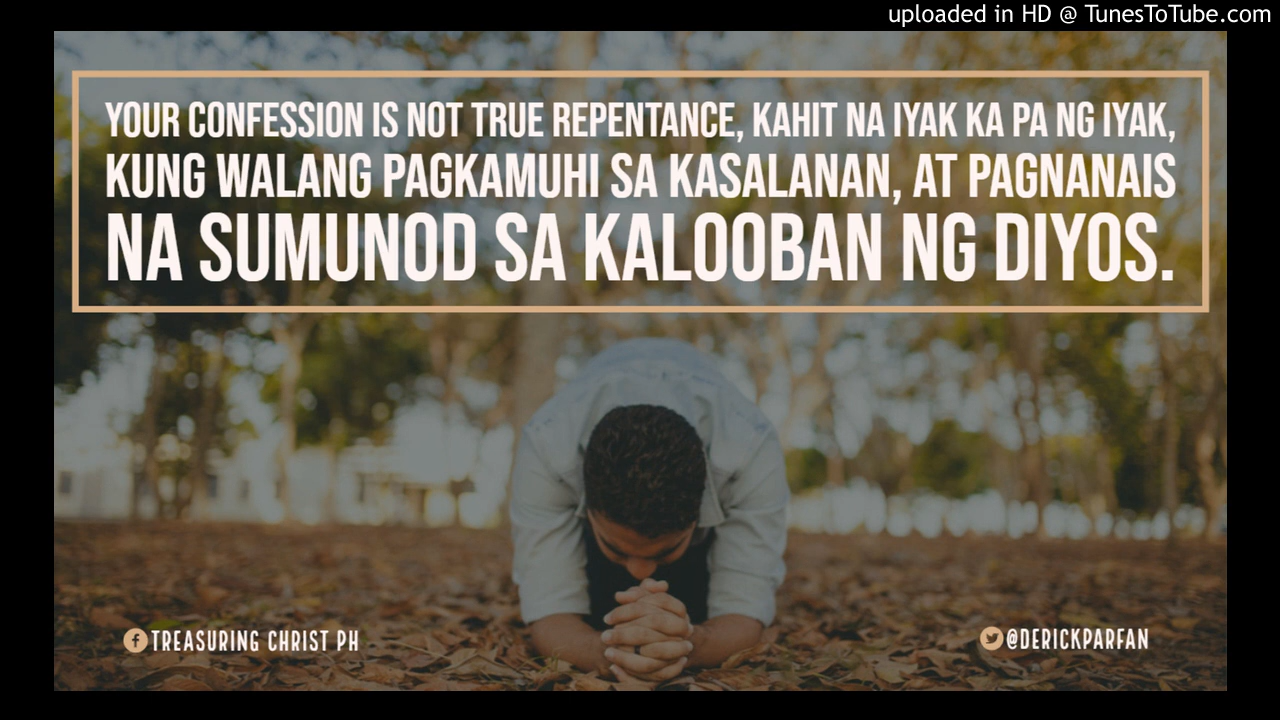 uploaded in HD @ TunesToTube.com
YOUR CONFESSION IS NOT TRUE REPENTANCE, KAHIT NA IYAK KA PA NG IYAK,
KUNG WALANG PAGKAMUHI SA KASALANAN, AT PAGNANAIS
NA SUMUNOD SA KALOOBAN NG DIYOS.
TREASURING CHRIST PH
@DERICKPARFAN